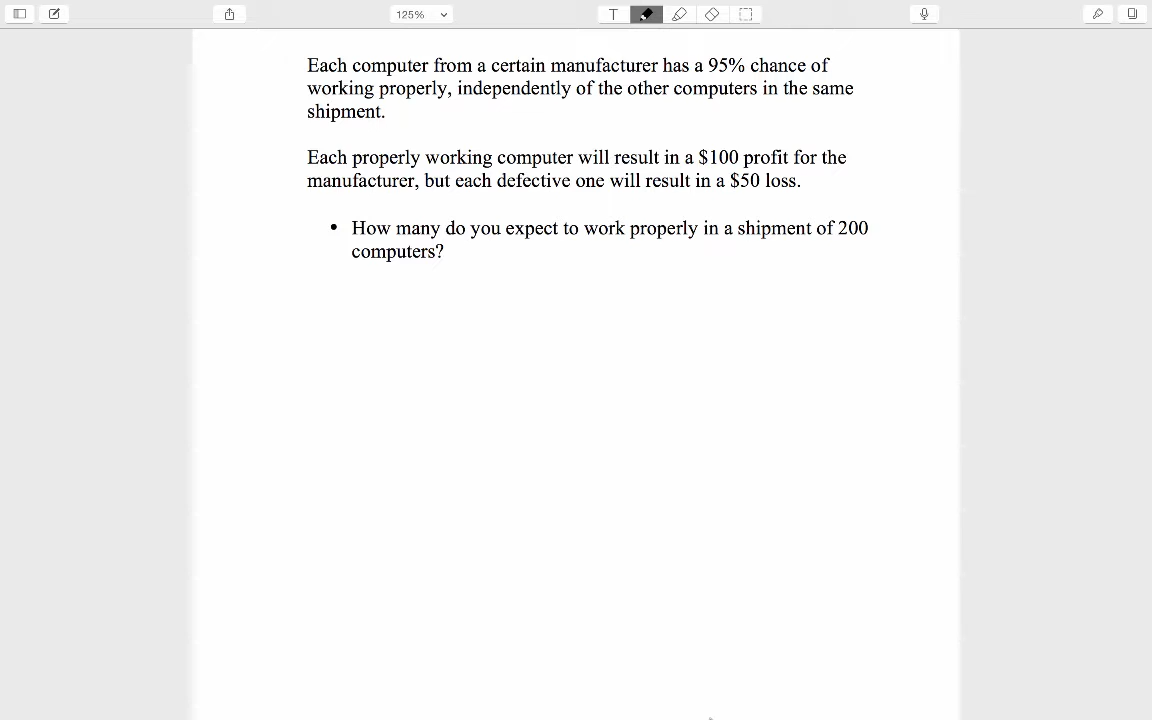 125%
T
Each computer from a certain manufacturer has a 95% chance of
working properly, independently of the other computers in the same
shipment.
Each properly working computer will result in a $100 profit for the
manufacturer, but each defective one will result in a $50 loss.
• How many do you expect to work properly in a shipment of 200
computers?